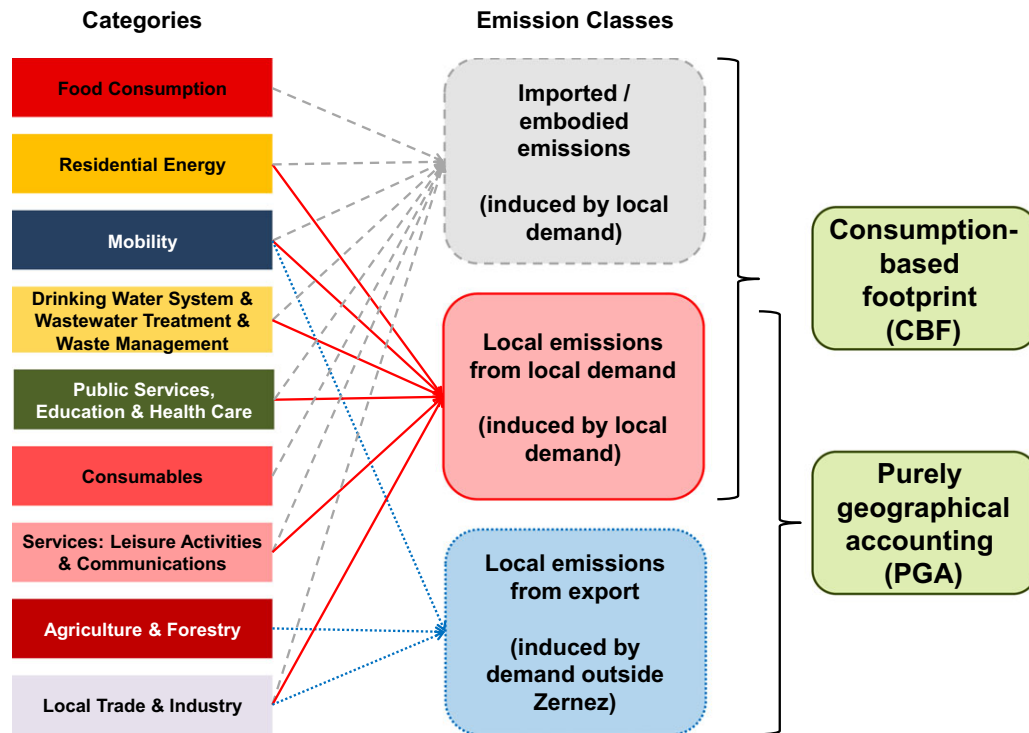 Categories
Emission Classes
Food Consumption
Residential Energy
Mobility
Drinking Water System &
Wastewater Treatment &
Waste Management
Public Services,
Education & Health Care
Consumables
Services: Leisure Activities
& Communications
Agriculture & Forestry
Local Trade & Industry
Imported /
embodied
emissions
(induced by local
demand)
Local emissions
from local demand
(induced by local
demand)
Local emissions
from export
(induced by
demand outside
Zernez)
Consumption-
based
footprint
(CBF)
Purely
geographical
accounting
(PGA)